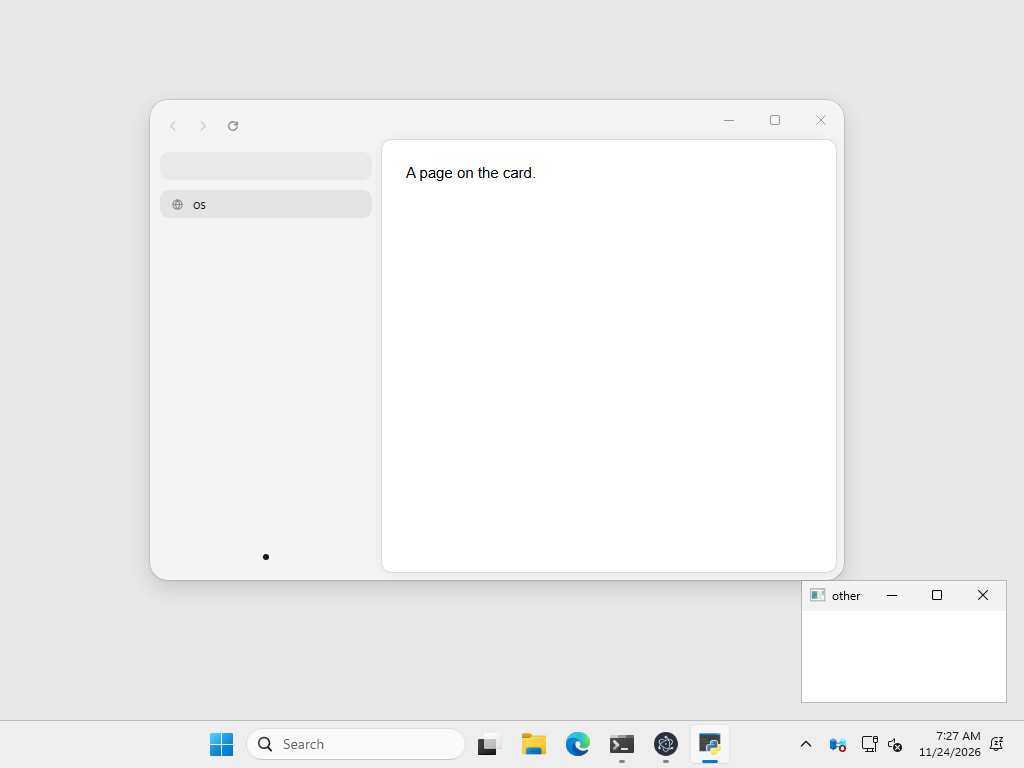 os
A page on the card.
other
Search
7:27 AM
11/24/2026